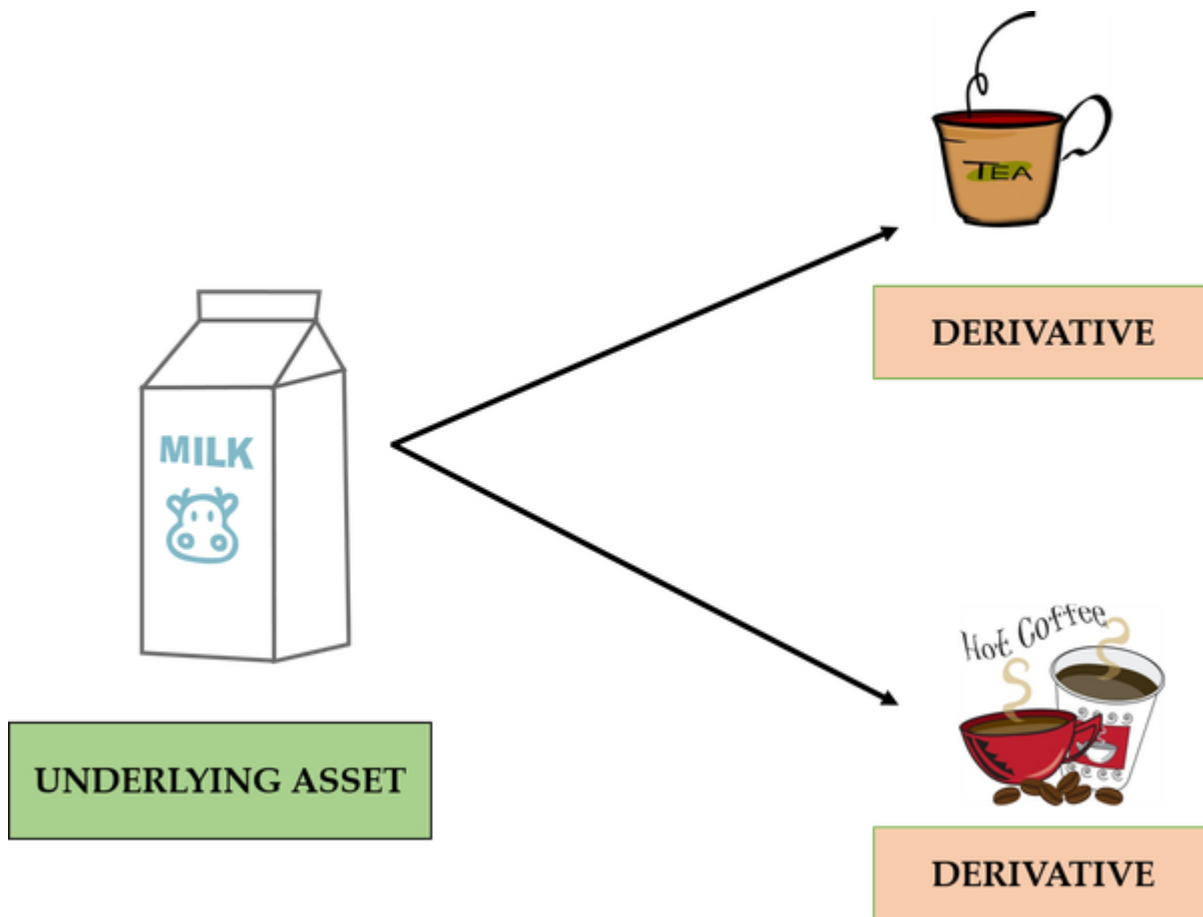 TEA
DERIVATIVE
MILK
Hot Coffee
UNDERLYING ASSET
DERIVATIVE